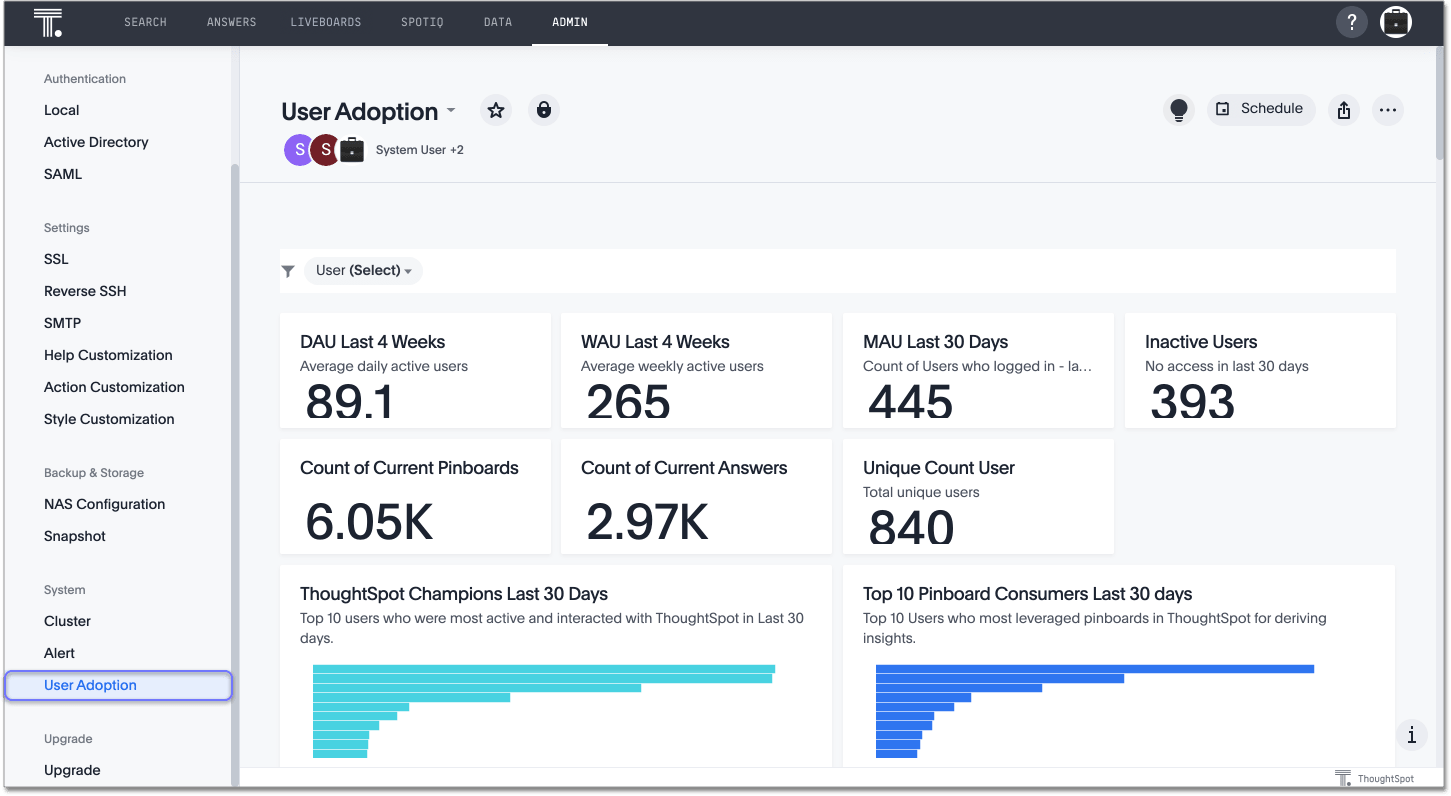 SEARCH ANSWERS LIVEBOARDS SPOTIQ DATA ADMIN ?
Authentication
Local
Active Directory
SAML
Settings
SSL
Reverse SSH
SMTP
Help Customization
Action Customization
Style Customization
Backup & Storage
NAS Configuration
Snapshot
System
Cluster
Alert
User Adoption
Upgrade
Upgrade
User Adoption
Schedule
S S System User +2
User (Select)
DAU Last 4 Weeks
Average daily active users
89.1
WAU Last 4 Weeks
Average weekly active users
265
MAU Last 30 Days
Count of Users who logged in - la...
445
Inactive Users
No access in last 30 days
393
Count of Current Pinboards
6.05K
Count of Current Answers
2.97K
Unique Count User
Total unique users
840
ThoughtSpot Champions Last 30 Days
Top 10 users who were most active and interacted with ThoughtSpot in Last 30
days.
Top 10 Pinboard Consumers Last 30 days
Top 10 Users who most leveraged pinboards in ThoughtSpot for deriving
insights.
i
ThoughtSpot